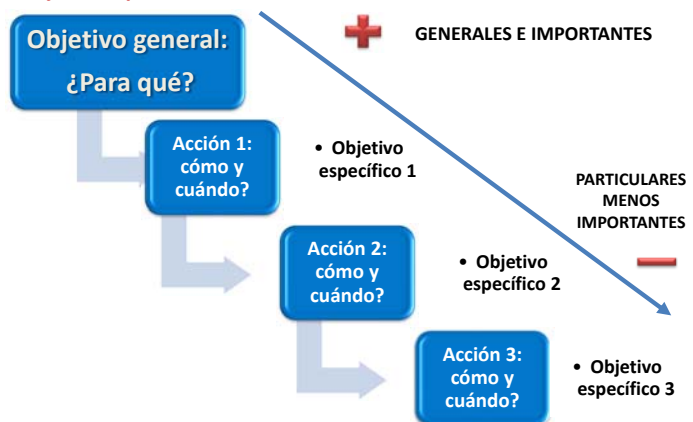 Objetivo general:
¿Para qué?
GENERALES E IMPORTANTES
Acción 1:
cómo y
cuándo?
• Objetivo
específico 1
PARTICULARES
MENOS
IMPORTANTES
Acción 2:
cómo y
cuándo?
• Objetivo
específico 2
Acción 3:
cómo y
cuándo?
• Objetivo
específico 3